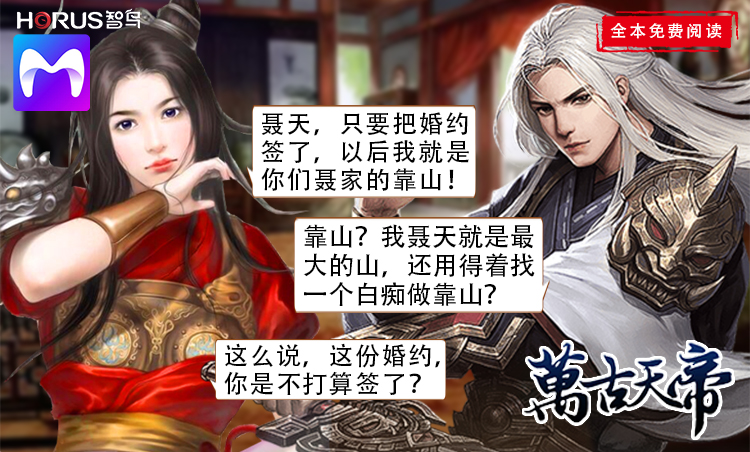 HORUS智鸟
全本免费阅读
聂天，只要把婚约
签了，以后我就是
你们聂家的靠山！
靠山？我聂天就是最
大的山，还用得着找
一个白痴做靠山？
这么说，这份婚约，
你是不打算签了？
萬古天帝